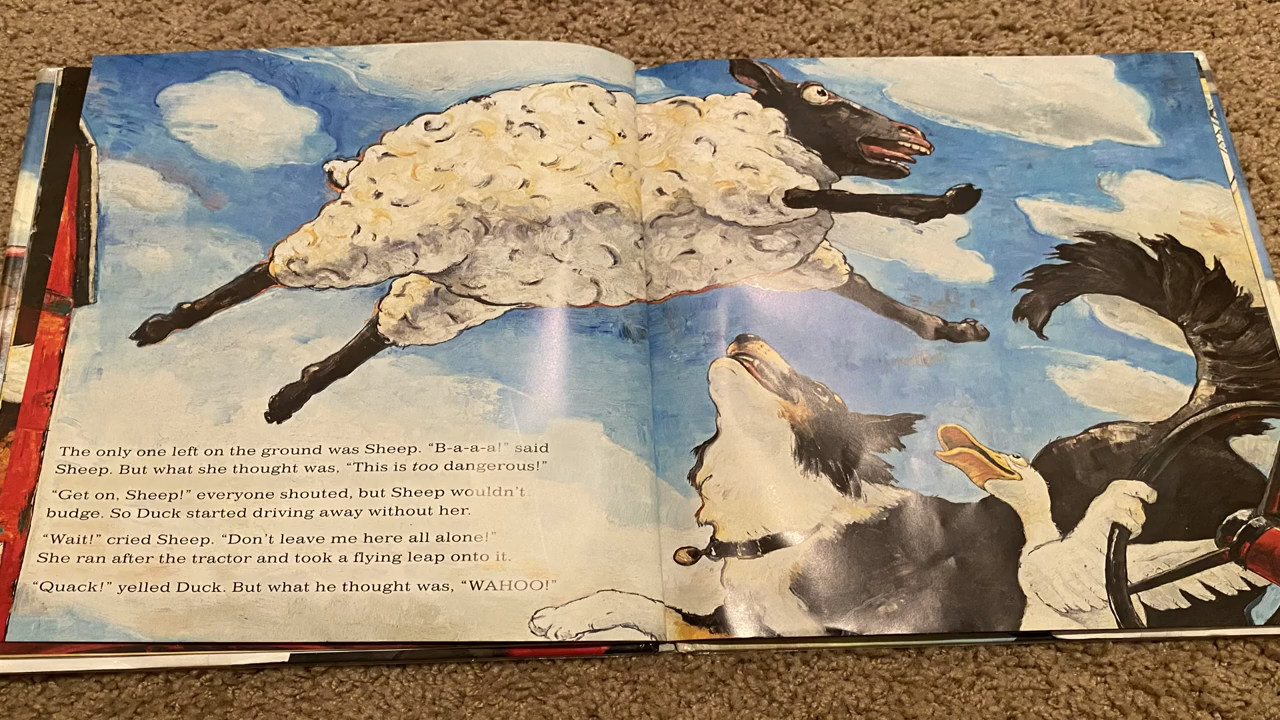 The only one left on the ground was Sheep. “B-a-a-a!” said
Sheep. But what she thought was, “This is too dangerous!”
“Get on, Sheep!” everyone shouted, but Sheep wouldn’t
budge. So Duck started driving away without her.
“Wait!” cried Sheep. “Don’t leave me here all alone!”
She ran after the tractor and took a flying leap onto it.
“Quack!” yelled Duck. But what he thought was, “WAHOO!”